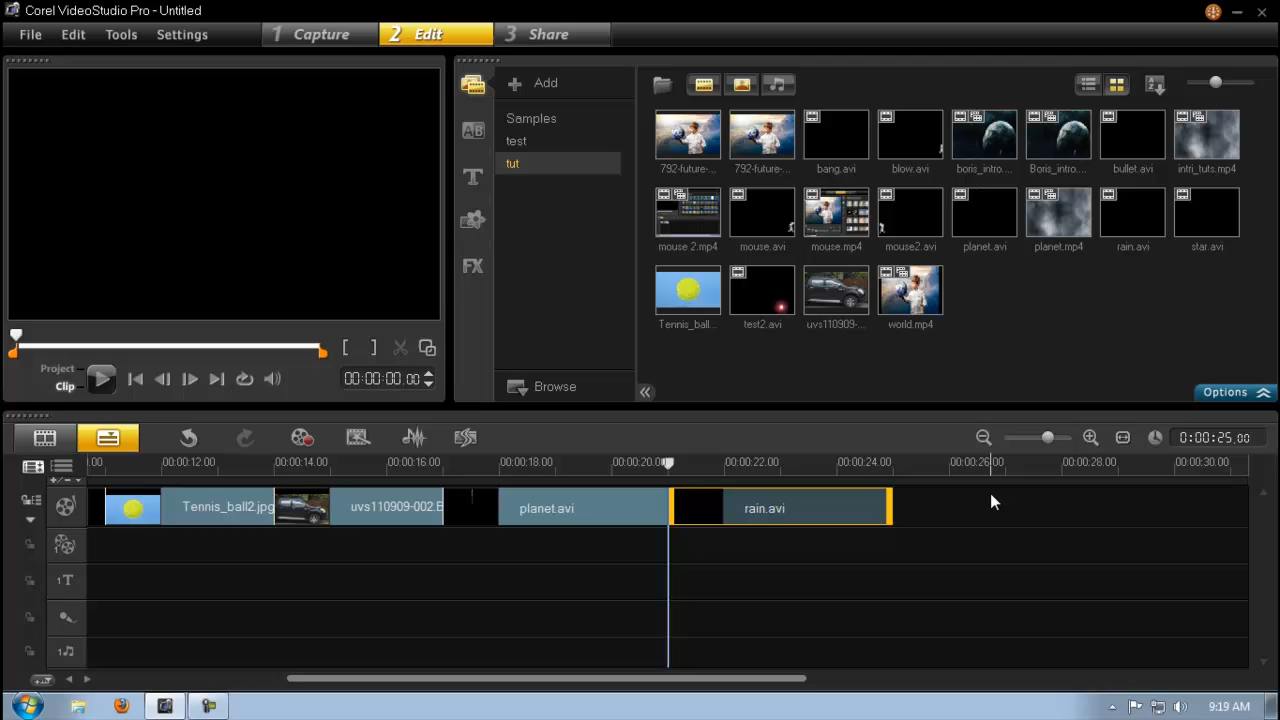 Corel VideoStudio Pro - Untitled
File Edit Tools Settings 1 Capture 2 Edit 3 Share
Add
Samples
test
tut
Browse
792-future-... 792-future-... bang.avi blow.avi boris_intro.... Boris_intro.... bullet.avi intri_tuts.mp4
mouse 2.mp4 mouse.avi mouse.mp4 mouse2.avi planet.avi planet.mp4 rain.avi star.avi
Tennis_ball... test2.avi uvs110909-... world.mp4
Options
Project
Clip
00:00:00.00
0:00:25.00
.00 00:00:12.00 00:00:14.00 00:00:16.00 00:00:18.00 00:00:20.0 00:00:22.00 00:00:24.00 00:00:26.00 00:00:28.00 00:00:30.00
Tennis_ball2.jpg uvs110909-002.B planet.avi rain.avi
1T
1
9:19 AM